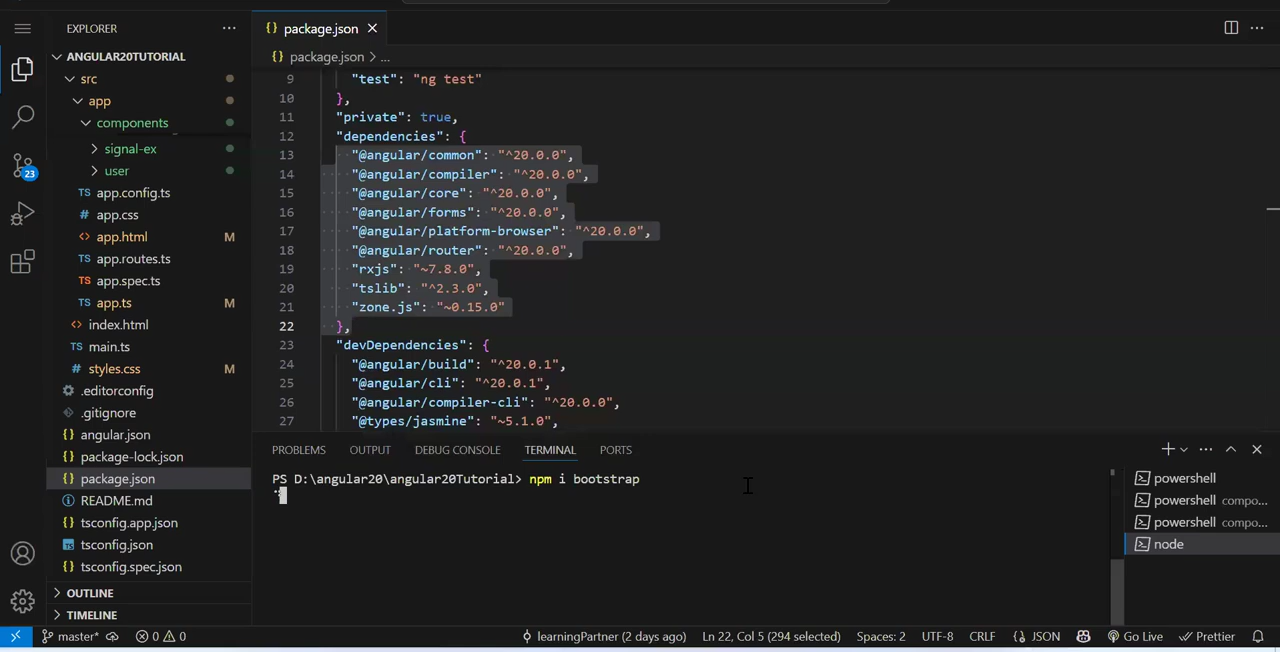 EXPLORER
ANGULAR20TUTORIAL
src
app
components
signal-ex
user
TS app.config.ts
# app.css
<> app.html M
TS app.routes.ts
TS app.spec.ts
TS app.ts M
<> index.html
TS main.ts
# styles.css M
.editorconfig
.gitignore
{} angular.json
{} package-lock.json
{} package.json
README.md
{} tsconfig.app.json
TS tsconfig.json
{} tsconfig.spec.json
OUTLINE
TIMELINE
23
{} package.json
{} package.json > ...
9 "test": "ng test"
10 },
11 "private": true,
12 "dependencies": {
13 "@angular/common": "^20.0.0",
14 "@angular/compiler": "^20.0.0",
15 "@angular/core": "^20.0.0",
16 "@angular/forms": "^20.0.0",
17 "@angular/platform-browser": "^20.0.0",
18 "@angular/router": "^20.0.0",
19 "rxjs": "~7.8.0",
20 "tslib": "^2.3.0",
21 "zone.js": "~0.15.0"
22 },
23 "devDependencies": {
24 "@angular/build": "^20.0.1",
25 "@angular/cli": "^20.0.1",
26 "@angular/compiler-cli": "^20.0.0",
27 "@types/jasmine": "~5.1.0",
PROBLEMS OUTPUT DEBUG CONSOLE TERMINAL PORTS
PS D:\angular20\angular20Tutorial> npm i bootstrap
powershell
powershell compo...
powershell compo...
node
master* 0 0 learningPartner (2 days ago) Ln 22, Col 5 (294 selected) Spaces: 2 UTF-8 CRLF {} JSON Go Live Prettier